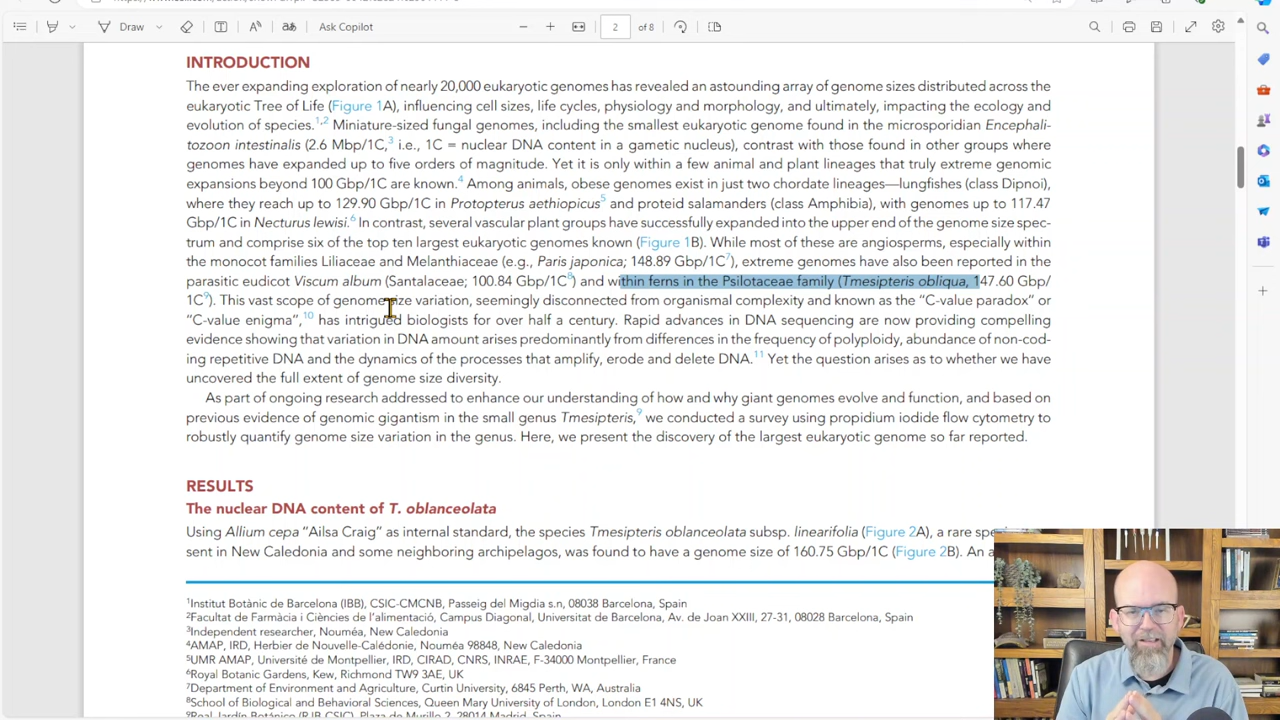 Draw
Ask Copilot
2 of 8
INTRODUCTION
The ever expanding exploration of nearly 20,000 eukaryotic genomes has revealed an astounding array of genome sizes distributed across the
eukaryotic Tree of Life (Figure 1A), influencing cell sizes, life cycles, physiology and morphology, and ultimately, impacting the ecology and
evolution of species.1,2 Miniature-sized fungal genomes, including the smallest eukaryotic genome found in the microsporidian Encephali-
tozoon intestinalis (2.6 Mbp/1C,3 i.e., 1C = nuclear DNA content in a gametic nucleus), contrast with those found in other groups where
genomes have expanded up to five orders of magnitude. Yet it is only within a few animal and plant lineages that truly extreme genomic
expansions beyond 100 Gbp/1C are known.4 Among animals, obese genomes exist in just two chordate lineages—lungfishes (class Dipnoi),
where they reach up to 129.90 Gbp/1C in Protopterus aethiopicus5 and proteid salamanders (class Amphibia), with genomes up to 117.47
Gbp/1C in Necturus lewisi.6 In contrast, several vascular plant groups have successfully expanded into the upper end of the genome size spec-
trum and comprise six of the top ten largest eukaryotic genomes known (Figure 1B). While most of these are angiosperms, especially within
the monocot families Liliaceae and Melanthiaceae (e.g., Paris japonica; 148.89 Gbp/1C7), extreme genomes have also been reported in the
parasitic eudicot Viscum album (Santalaceae; 100.84 Gbp/1C8) and within ferns in the Psilotaceae family (Tmesipteris obliqua, 147.60 Gbp/
1C9). This vast scope of genome size variation, seemingly disconnected from organismal complexity and known as the “C-value paradox” or
“C-value enigma”,10 has intrigued biologists for over half a century. Rapid advances in DNA sequencing are now providing compelling
evidence showing that variation in DNA amount arises predominantly from differences in the frequency of polyploidy, abundance of non-cod-
ing repetitive DNA and the dynamics of the processes that amplify, erode and delete DNA.11 Yet the question arises as to whether we have
uncovered the full extent of genome size diversity.
As part of ongoing research addressed to enhance our understanding of how and why giant genomes evolve and function, and based on
previous evidence of genomic gigantism in the small genus Tmesipteris,9 we conducted a survey using propidium iodide flow cytometry to
robustly quantify genome size variation in the genus. Here, we present the discovery of the largest eukaryotic genome so far reported.
RESULTS
The nuclear DNA content of T. oblanceolata
Using Allium cepa “Ailsa Craig” as internal standard, the species Tmesipteris oblanceolata subsp. linearifolia (Figure 2A), a rare
sent in New Caledonia and some neighboring archipelagos, was found to have a genome size of 160.75 Gbp/1C (Figure 2B). An
1Institut Botànic de Barcelona (IBB), CSIC-CMCNB, Passeig del Migdia s.n, 08038 Barcelona, Spain
2Facultat de Farmàcia i Ciències de l’alimentació, Campus Diagonal, Universitat de Barcelona, Av. de Joan XXIII, 27-31, 08028 Barcelona, Spain
3Independent researcher, Nouméa, New Caledonia
4AMAP, IRD, Herbier de Nouvelle-Calédonie, Nouméa 98848, New Caledonia
5UMR AMAP, Université de Montpellier, IRD, CIRAD, CNRS, INRAE, F-34000 Montpellier, France
6Royal Botanic Gardens, Kew, Richmond TW9 3AE, UK
7Department of Environment and Agriculture, Curtin University, 6845 Perth, WA, Australia
8School of Biological and Behavioral Sciences, Queen Mary University of London, London E1 4NS, UK
9Real Jardín Botánico (RJB-CSIC), Plaza de Murillo 2, 28014 Madrid, Spain